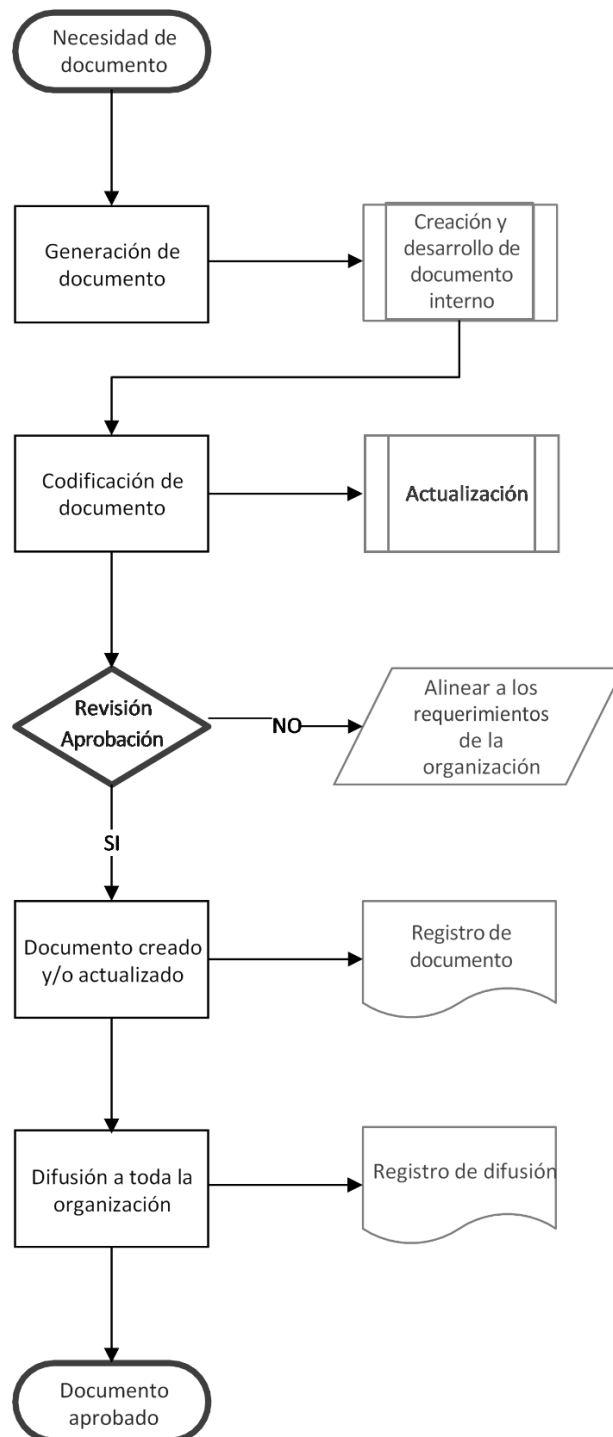 Necesidad de
documento
Generación de
documento
Creación y
desarrollo de
documento
interno
Codificación de
documento
Actualización
Revisión
Aprobación
NO
Alinear a los
requerimientos
de la
organización
SI
Documento creado
y/o actualizado
Registro de
documento
Difusión a toda la
organización
Registro de difusión
Documento
aprobado